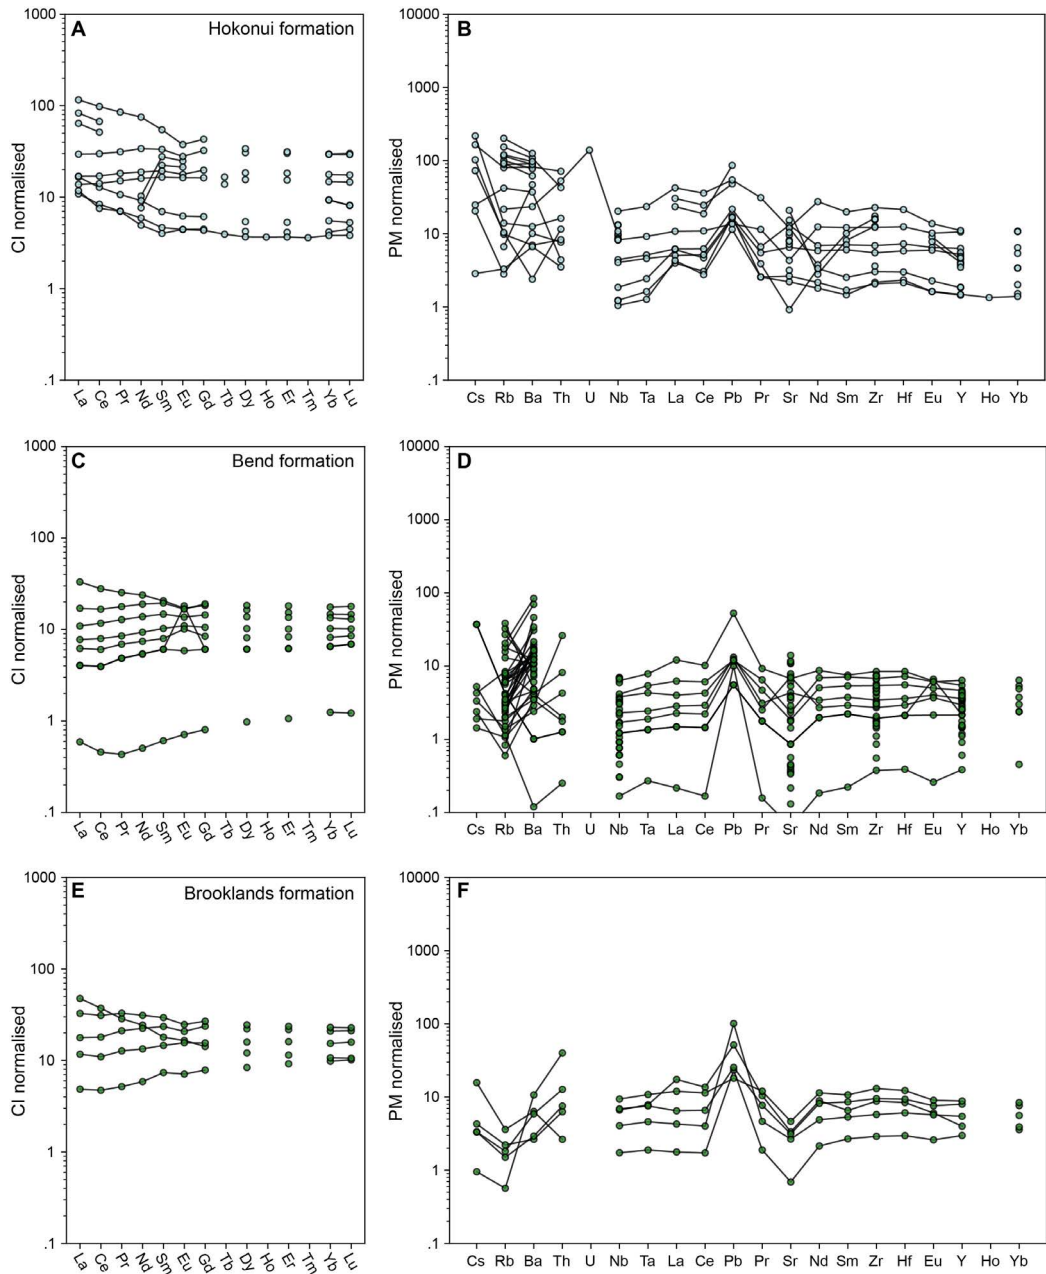 A Hokonui formation
CI normalised
1000
100
10
1
.1
La Ce Pr Nd Sm Eu Gd Tb Dy Ho Er Tm Yb Lu
B
PM normalised
10000
1000
100
10
1
.1
Cs Rb Ba Th U Nb Ta La Ce Pb Pr Sr Nd Sm Zr Hf Eu Y Ho Yb
C Bend formation
CI normalised
1000
100
10
1
.1
La Ce Pr Nd Sm Eu Gd Tb Dy Ho Er Tm Yb Lu
D
PM normalised
10000
1000
100
10
1
.1
Cs Rb Ba Th U Nb Ta La Ce Pb Pr Sr Nd Sm Zr Hf Eu Y Ho Yb
E Brooklands formation
CI normalised
1000
100
10
1
.1
La Ce Pr Nd Sm Eu Gd Tb Dy Ho Er Tm Yb Lu
F
PM normalised
10000
1000
100
10
1
.1
Cs Rb Ba Th U Nb Ta La Ce Pb Pr Sr Nd Sm Zr Hf Eu Y Ho Yb